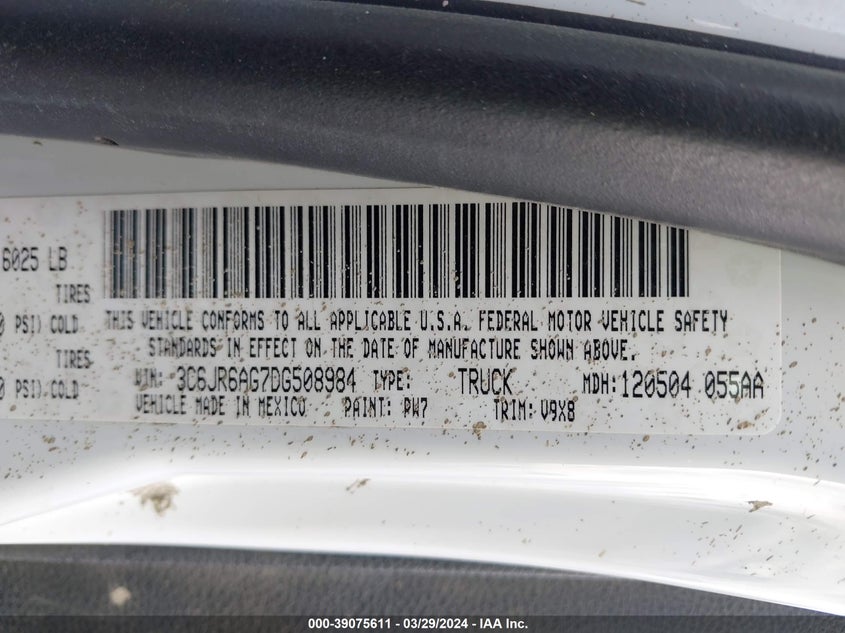 6025 LB
TIRES
0 PSI) COLD
TIRES
0 PSI) COLD
THIS VEHICLE CONFORMS TO ALL APPLICABLE U.S.A. FEDERAL MOTOR VEHICLE SAFETY
STANDARDS IN EFFECT ON THE DATE OF MANUFACTURE SHOWN ABOVE.
VIN: 3C6JR6AG7DG508984 TYPE: TRUCK MDH: 120504 055AA
VEHICLE MADE IN MEXICO PAINT: PW7 TRIM: V9X8
000-39075611 - 03/29/2024 - IAA Inc.